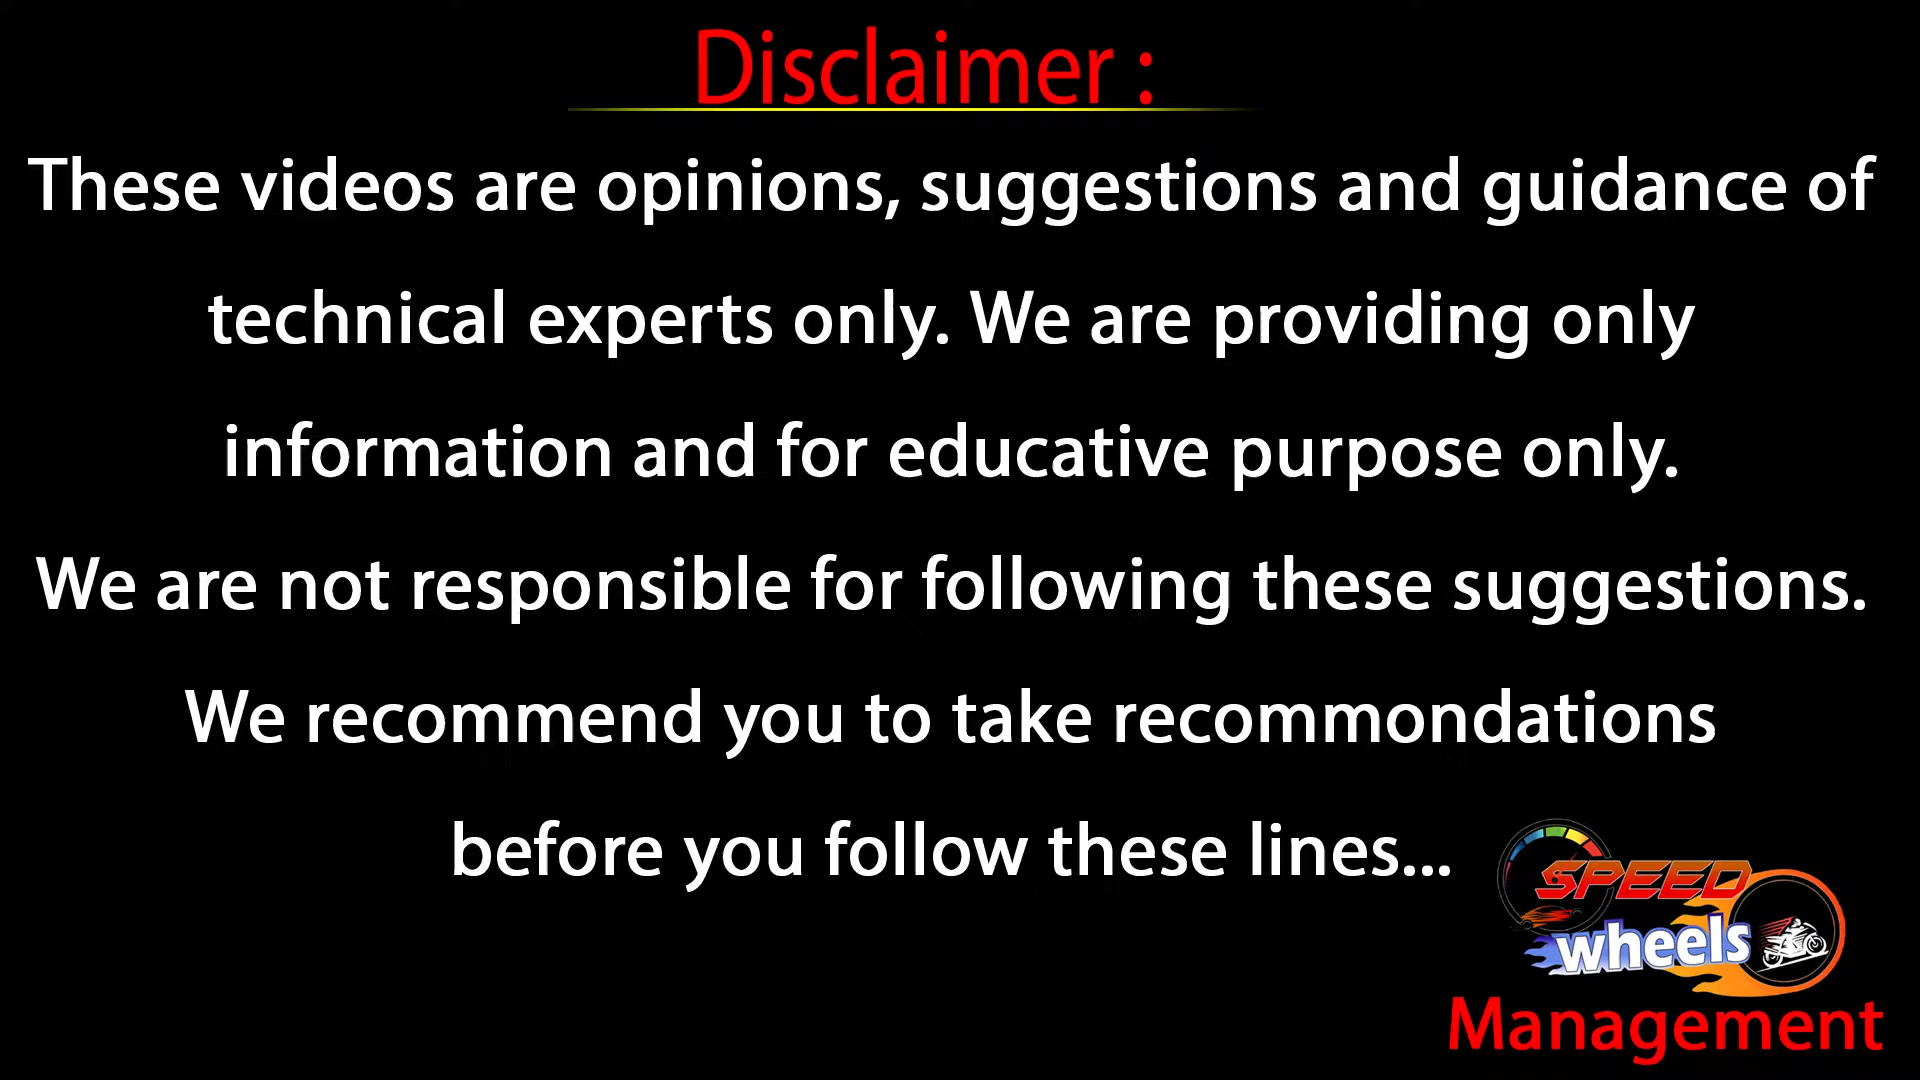 Disclaimer :
These videos are opinions, suggestions and guidance of
technical experts only. We are providing only
information and for educative purpose only.
We are not responsible for following these suggestions.
We recommend you to take recommondations
before you follow these lines...
SPEED
wheels
Management